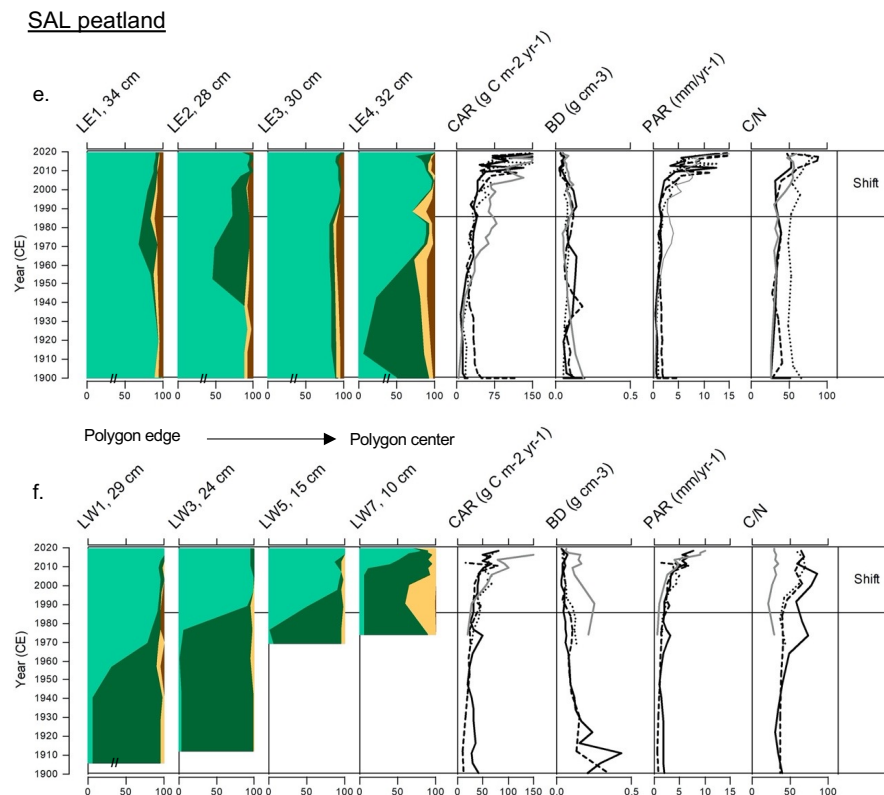 SAL peatland
e.
LE1, 34 cm
LE2, 28 cm
LE3, 30 cm
LE4, 32 cm
CAR (g C m-2 yr-1)
BD (g cm-3)
PAR (mm/yr-1)
C/N
Year (CE)
2020
2010
2000
1990
1980
1970
1960
1950
1940
1930
1920
1910
1900
Shift
//
//
//
//
0 50 100
0 50 100
0 50 100
0 50 100
0 75 150
0.0 0.5
0 5 10 15
0 50 100
Polygon edge Polygon center
f.
LW1, 29 cm
LW3, 24 cm
LW5, 15 cm
LW7, 10 cm
CAR (g C m-2 yr-1)
BD (g cm-3)
PAR (mm/yr-1)
C/N
Year (CE)
2020
2010
2000
1990
1980
1970
1960
1950
1940
1930
1920
1910
1900
Shift
//
0 50 100
0 50 100
0 50 100
0 50 100
0 50 100 150
0.0 0.5
0 5 10 15
0 50 100